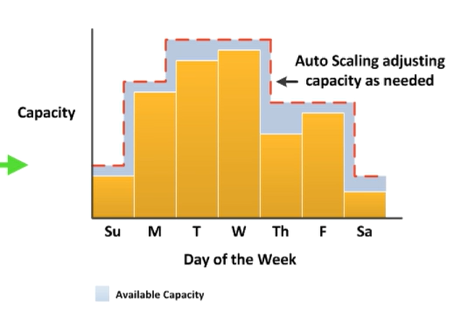 Auto Scaling adjusting
capacity as needed
Capacity
Su M T W Th F Sa
Day of the Week
Available Capacity